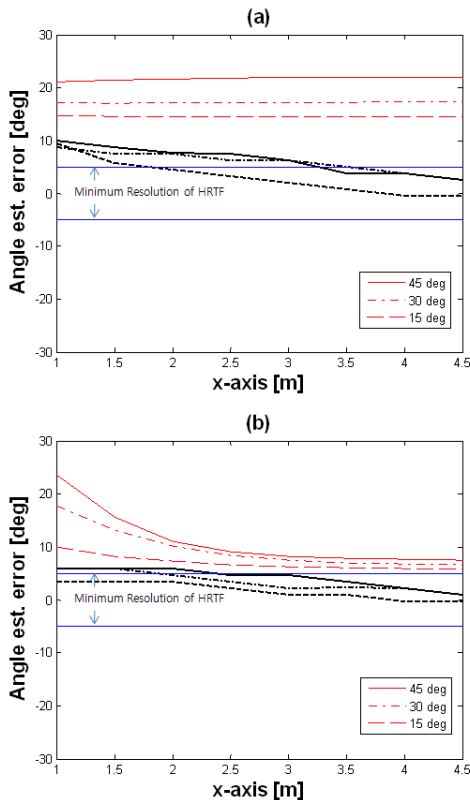 (a)
30
20
10
0
-10
-20
-30
Angle est. error [deg]
Minimum Resolution of HRTF
45 deg
30 deg
15 deg
1 1.5 2 2.5 3 3.5 4 4.5
x-axis [m]
(b)
30
20
10
0
-10
-20
-30
Angle est. error [deg]
Minimum Resolution of HRTF
45 deg
30 deg
15 deg
1 1.5 2 2.5 3 3.5 4 4.5
x-axis [m]